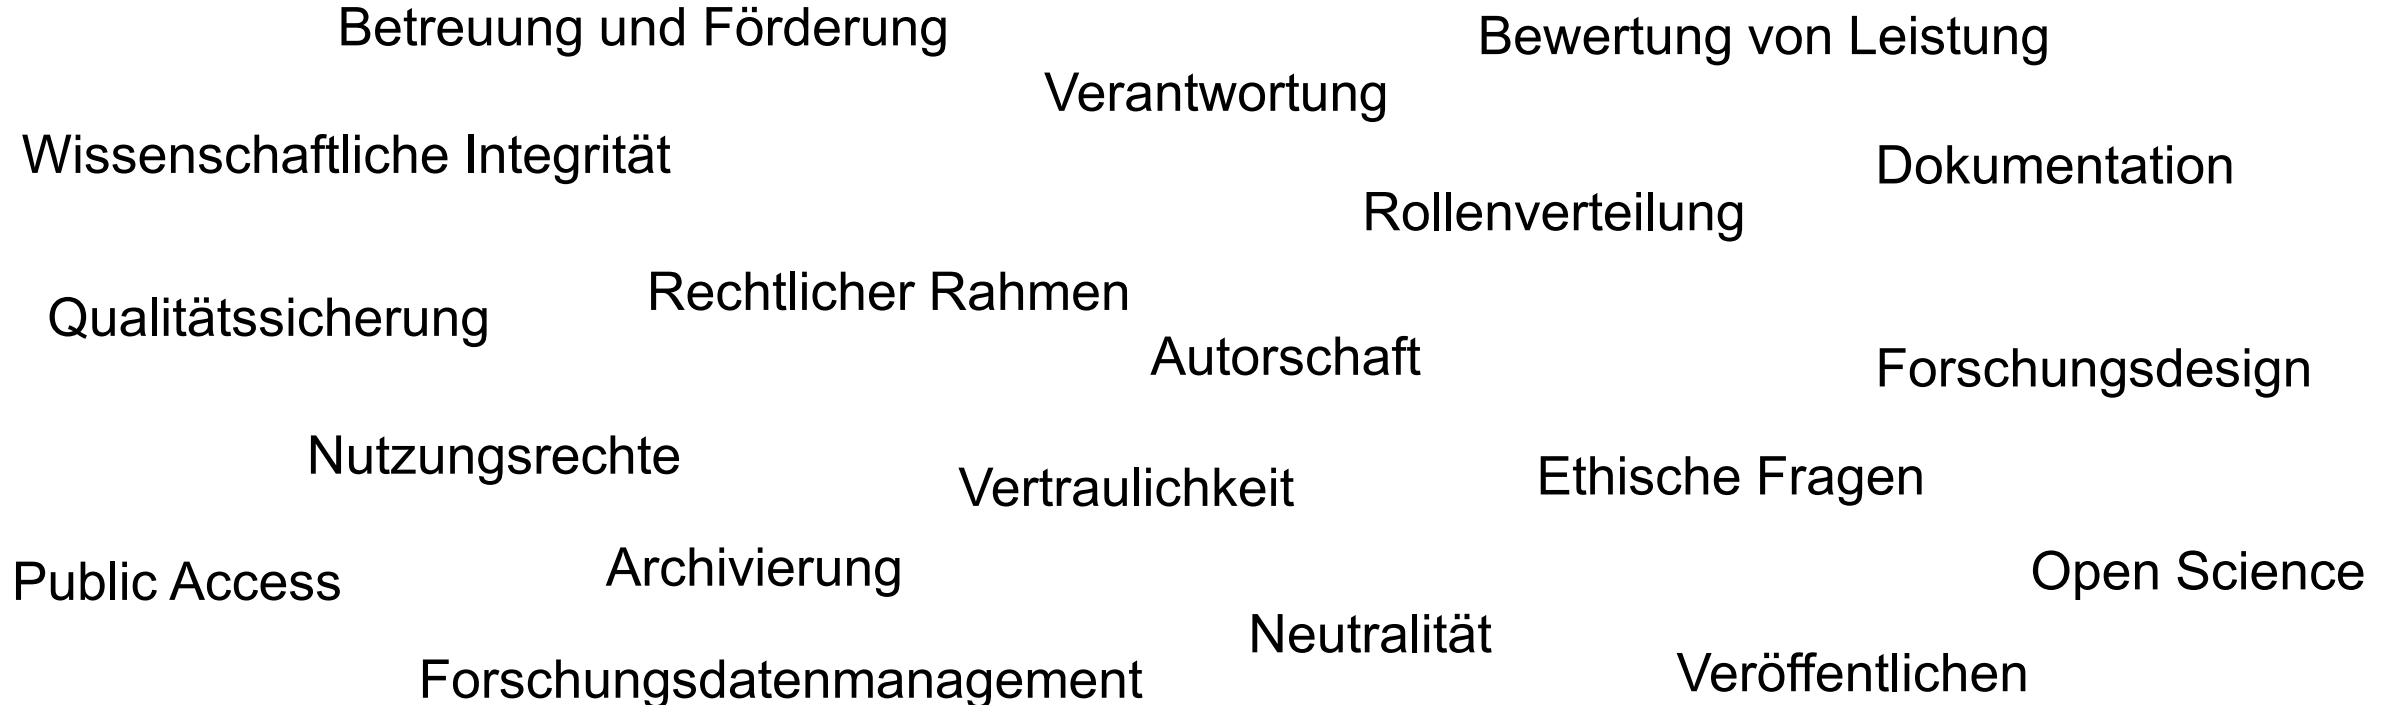 Betreuung und Förderung
Bewertung von Leistung
Verantwortung
Wissenschaftliche Integrität
Dokumentation
Rollenverteilung
Rechtlicher Rahmen
Qualitätssicherung
Autorschaft
Forschungsdesign
Nutzungsrechte
Vertraulichkeit
Ethische Fragen
Public Access
Archivierung
Open Science
Neutralität
Forschungsdatenmanagement
Veröffentlichen